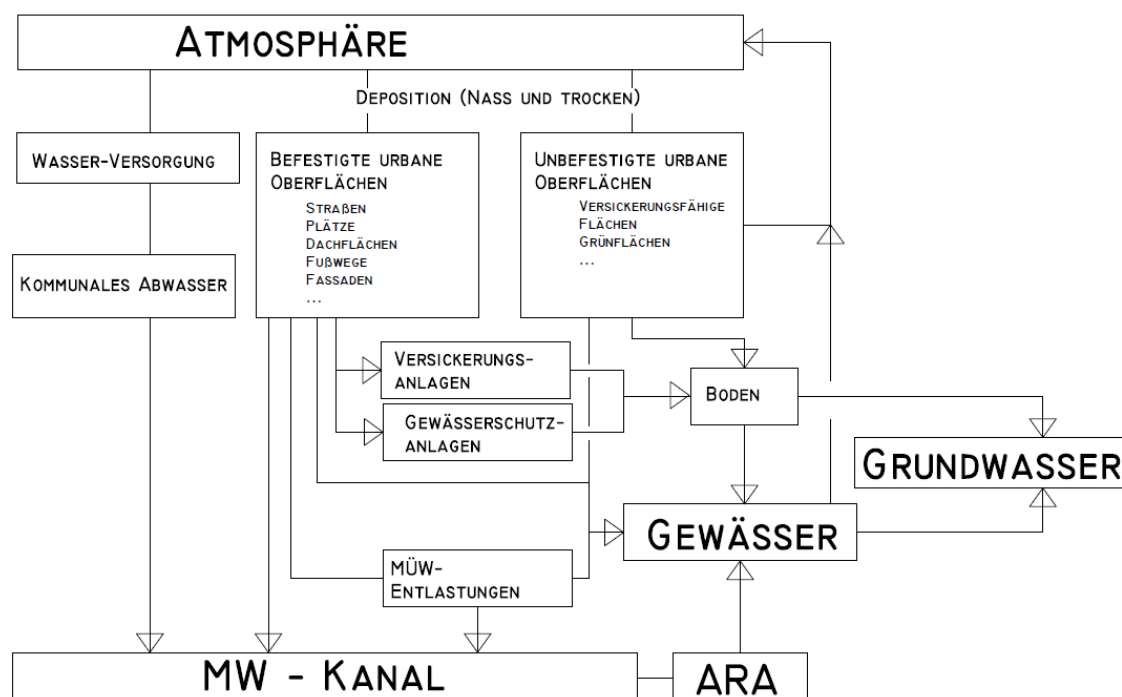 ATMOSPHÄRE
DEPOSITION (NASS UND TROCKEN)
WASSER-VERSORGUNG
BEFESTIGTE URBANE
OBERFLÄCHEN
STRAßEN
PLÄTZE
DACHFLÄCHEN
FUßWEGE
FASSADEN
...
UNBEFESTIGTE URBANE
OBERFLÄCHEN
VERSICKERUNGSFÄHIGE
FLÄCHEN
GRÜNFLÄCHEN
...
KOMMUNALES ABWASSER
VERSICKERUNGS-
ANLAGEN
GEWÄSSERSCHUTZ-
ANLAGEN
BODEN
GRUNDWASSER
GEWÄSSER
MÜW-
ENTLASTUNGEN
MW - KANAL
ARA